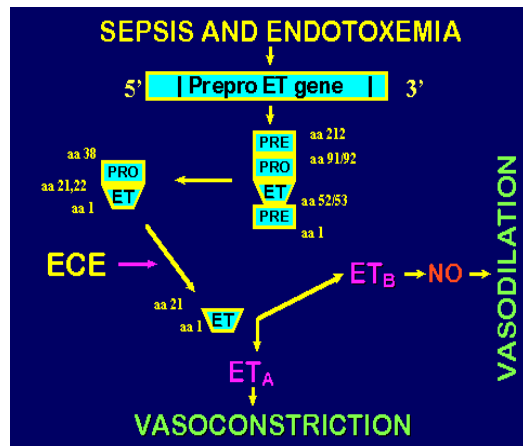 SEPSIS AND ENDOTOXEMIA
5' | Prepro ET gene | 3'
aa 212
PRE
aa 91/92
PRO
ET
aa 52/53
PRE
aa 1
aa 38
PRO
aa 21,22
ET
aa 1
ECE
aa 21
ET
aa 1
ETB
NO
VASODILATION
ETA
VASOCONSTRICTION